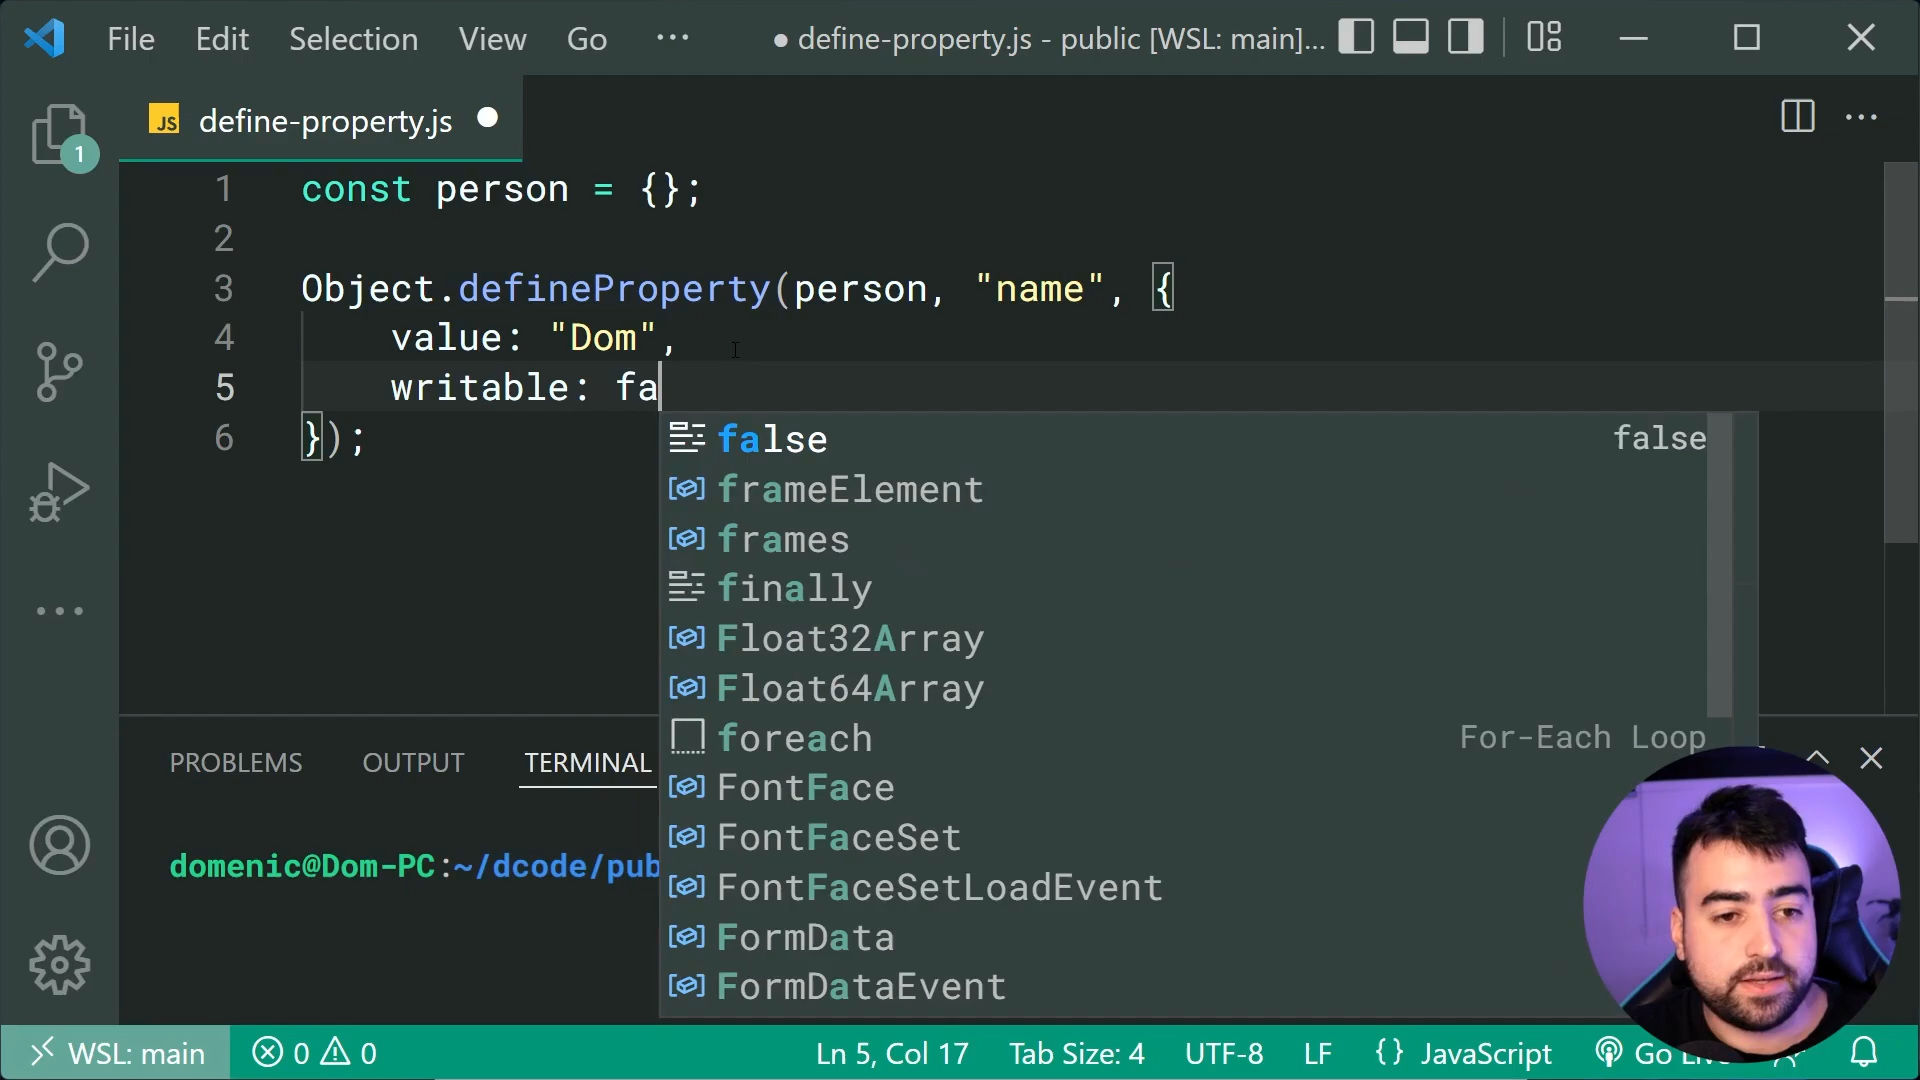 File Edit Selection View Go ··· ● define-property.js - public [WSL: main]...
JS define-property.js ●
1
1 const person = {};
2
3 Object.defineProperty(person, "name", {
4 value: "Dom",
5 writable: fa
6 });
false false
frameElement
frames
finally
Float32Array
Float64Array
foreach For-Each Loop
FontFace
FontFaceSet
FontFaceSetLoadEvent
FormData
FormDataEvent
PROBLEMS OUTPUT TERMINAL
domenic@Dom-PC:~/dcode/pub
WSL: main 0 0 Ln 5, Col 17 Tab Size: 4 UTF-8 LF {} JavaScript Go